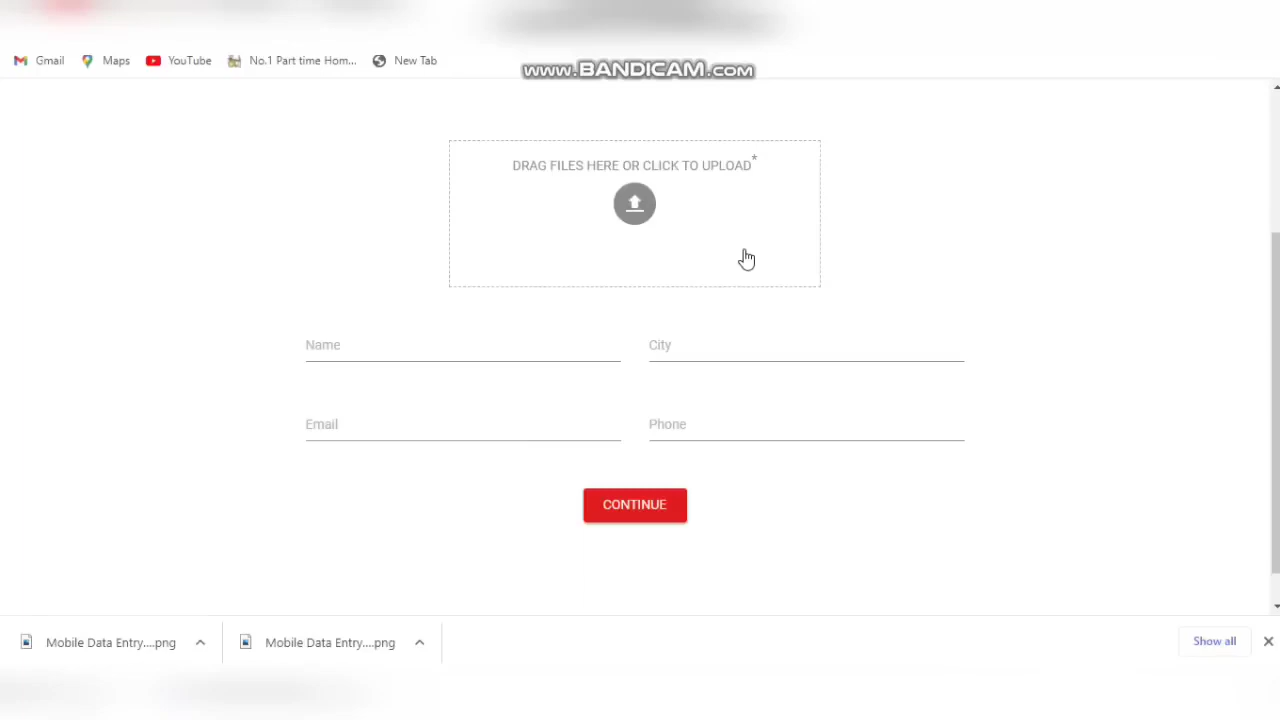 Gmail
Maps
YouTube
No.1 Part time Hom...
New Tab
www.BANDICAM.com
DRAG FILES HERE OR CLICK TO UPLOAD*
Name
City
Email
Phone
CONTINUE
Mobile Data Entry....png
Mobile Data Entry....png
Show all